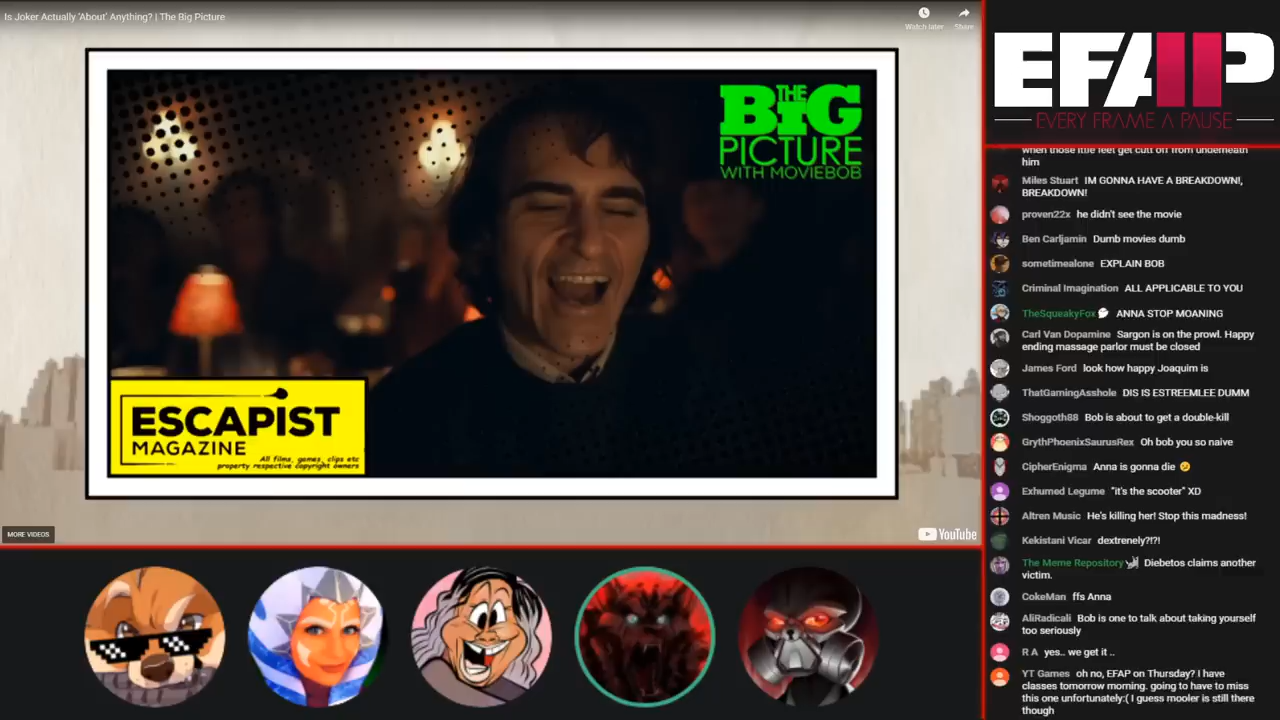 Is Joker Actually 'About' Anything? | The Big Picture
Watch later
Share
THE
BIG
PICTURE
WITH MOVIEBOB
ESCAPIST
MAGAZINE
All films, games, clips etc
property respective copyright owners
MORE VIDEOS
YouTube
EFAP
EVERY FRAME A PAUSE
when those little feet get cutt off from underneath
him
Miles Stuart IM GONNA HAVE A BREAKDOWN!,
BREAKDOWN!
proven22x he didn't see the movie
Ben Carljamin Dumb movies dumb
sometimealone EXPLAIN BOB
Criminal Imagination ALL APPLICABLE TO YOU
TheSqueakyFox ANNA STOP MOANING
Carl Van Dopamine Sargon is on the prowl. Happy
ending massage parlor must be closed
James Ford look how happy Joaquim is
ThatGamingAsshole DIS IS ESTREEMLEE DUMM
Shoggoth88 Bob is about to get a double-kill
GrythPhoenixSaurusRex Oh bob you so naive
CipherEnigma Anna is gonna die 🤣
Exhumed Legume "it's the scooter" XD
Altren Music He's killing her! Stop this madness!
Kekistani Vicar dextrenely?!?!
The Meme Repository Diebetos claims another
victim.
CokeMan ffs Anna
AliRadicali Bob is one to talk about taking yourself
too seriously
R A yes.. we get it ..
YT Games oh no, EFAP on Thursday? I have
classes tomorrow morning. going to have to miss
this one unfortunately:( I guess mooler is still there
though